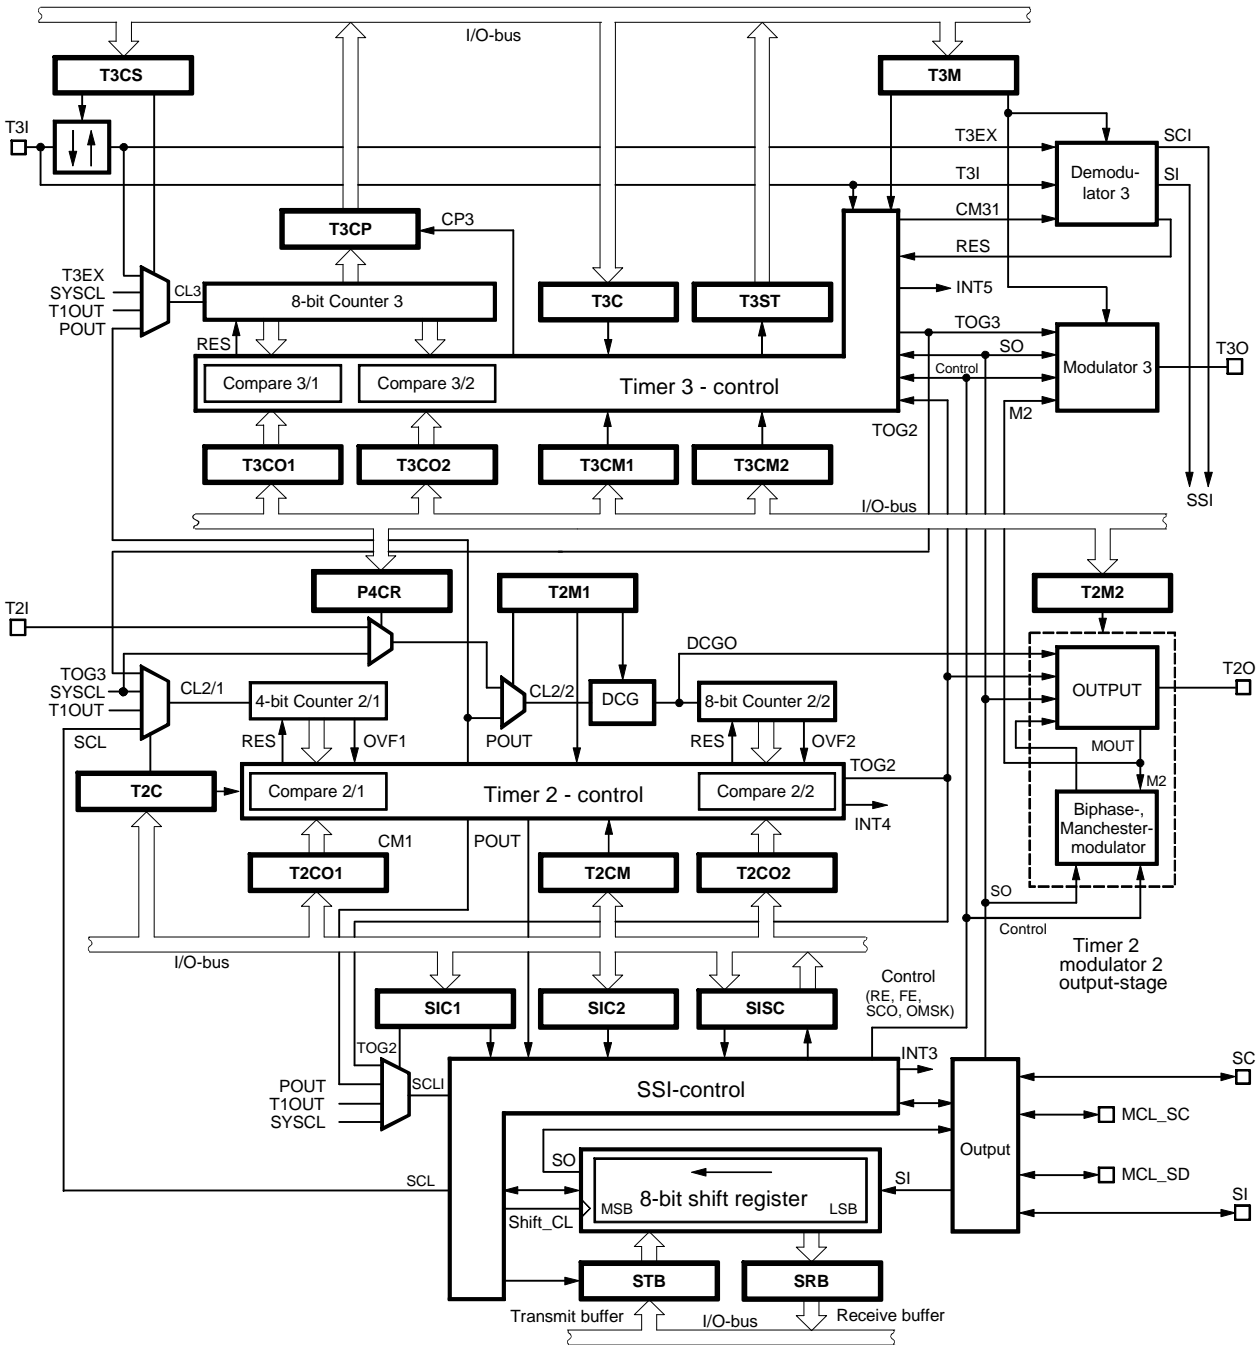 I/O-bus
T3CS
T3M
T3I
T3EX
SCI
T3I
SI
Demodu-
lator 3
T3CP
CP3
CM31
RES
T3EX
SYSCL
T1OUT
POUT
CL3
8-bit Counter 3
T3C
T3ST
INT5
RES
TOG3
SO
Control
Modulator 3
T3O
Compare 3/1
Compare 3/2
Timer 3 - control
M2
TOG2
T3CO1
T3CO2
T3CM1
T3CM2
SSI
I/O-bus
P4CR
T2M1
T2M2
T2I
DCGO
TOG3
SYSCL
T1OUT
SCL
CL2/1
4-bit Counter 2/1
CL2/2
DCG
8-bit Counter 2/2
OUTPUT
T2O
RES
OVF1
POUT
RES
OVF2
MOUT
TOG2
M2
T2C
Compare 2/1
Timer 2 - control
Compare 2/2
INT4
Biphase-,
Manchester-
modulator
CM1
POUT
T2CO1
T2CM
T2CO2
SO
Control
I/O-bus
Timer 2
modulator 2
output-stage
SIC1
SIC2
SISC
Control
(RE, FE,
SCO, OMSK)
TOG2
POUT
T1OUT
SYSCL
SCLI
SSI-control
INT3
SC
MCL_SC
Output
SO
SI
MCL_SD
SCL
8-bit shift register
MSB
LSB
Shift_CL
SI
STB
SRB
Transmit buffer
I/O-bus
Receive buffer